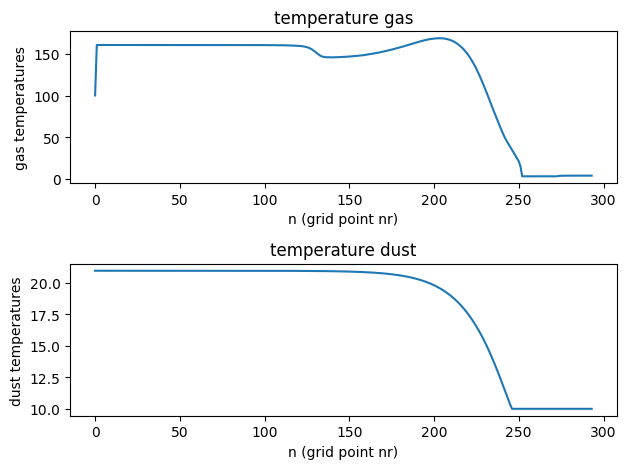 temperature gas
gas temperatures
150
100
50
0
0 50 100 150 200 250 300
n (grid point nr)
temperature dust
dust temperatures
20.0
17.5
15.0
12.5
10.0
0 50 100 150 200 250 300
n (grid point nr)